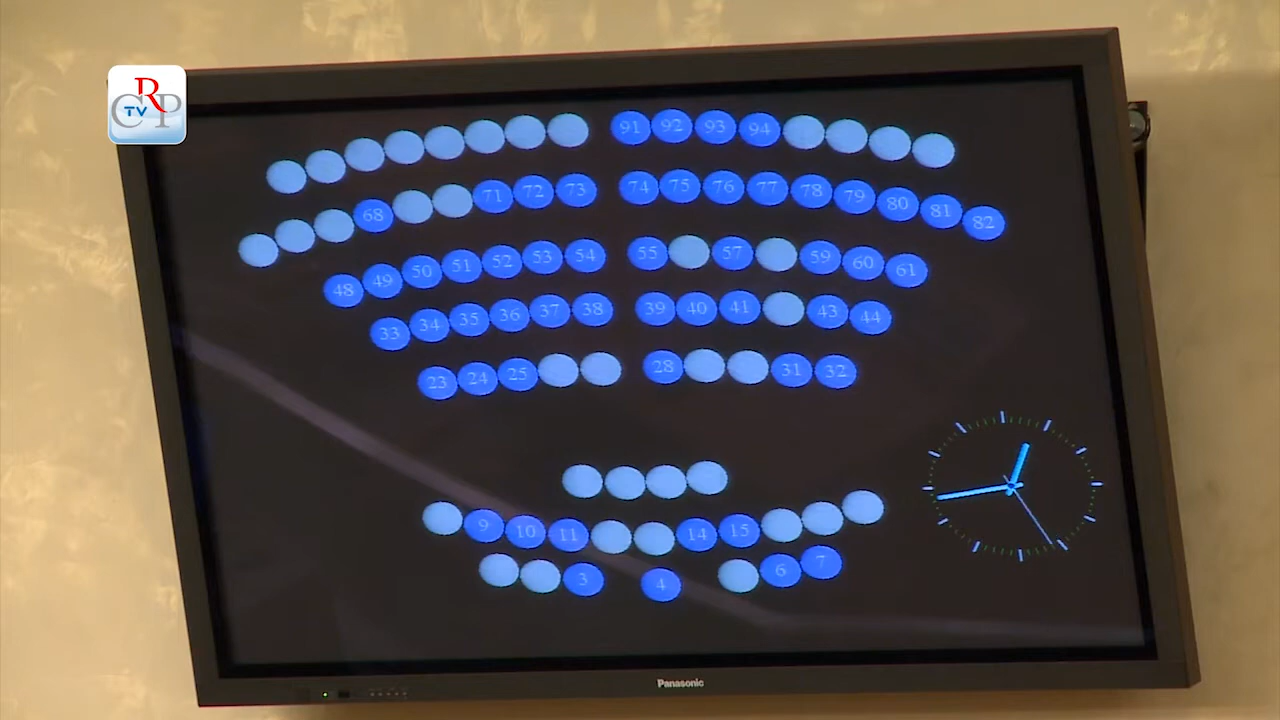 CRP
TV
91 92 93 94
68 71 72 73 74 75 76 77 78 79 80 81 82
48 49 50 51 52 53 54 55 57 59 60 61
33 34 35 36 37 38 39 40 41 43 44
23 24 25 28 31 32
9 10 11 14 15
3 4 6 7
Panasonic